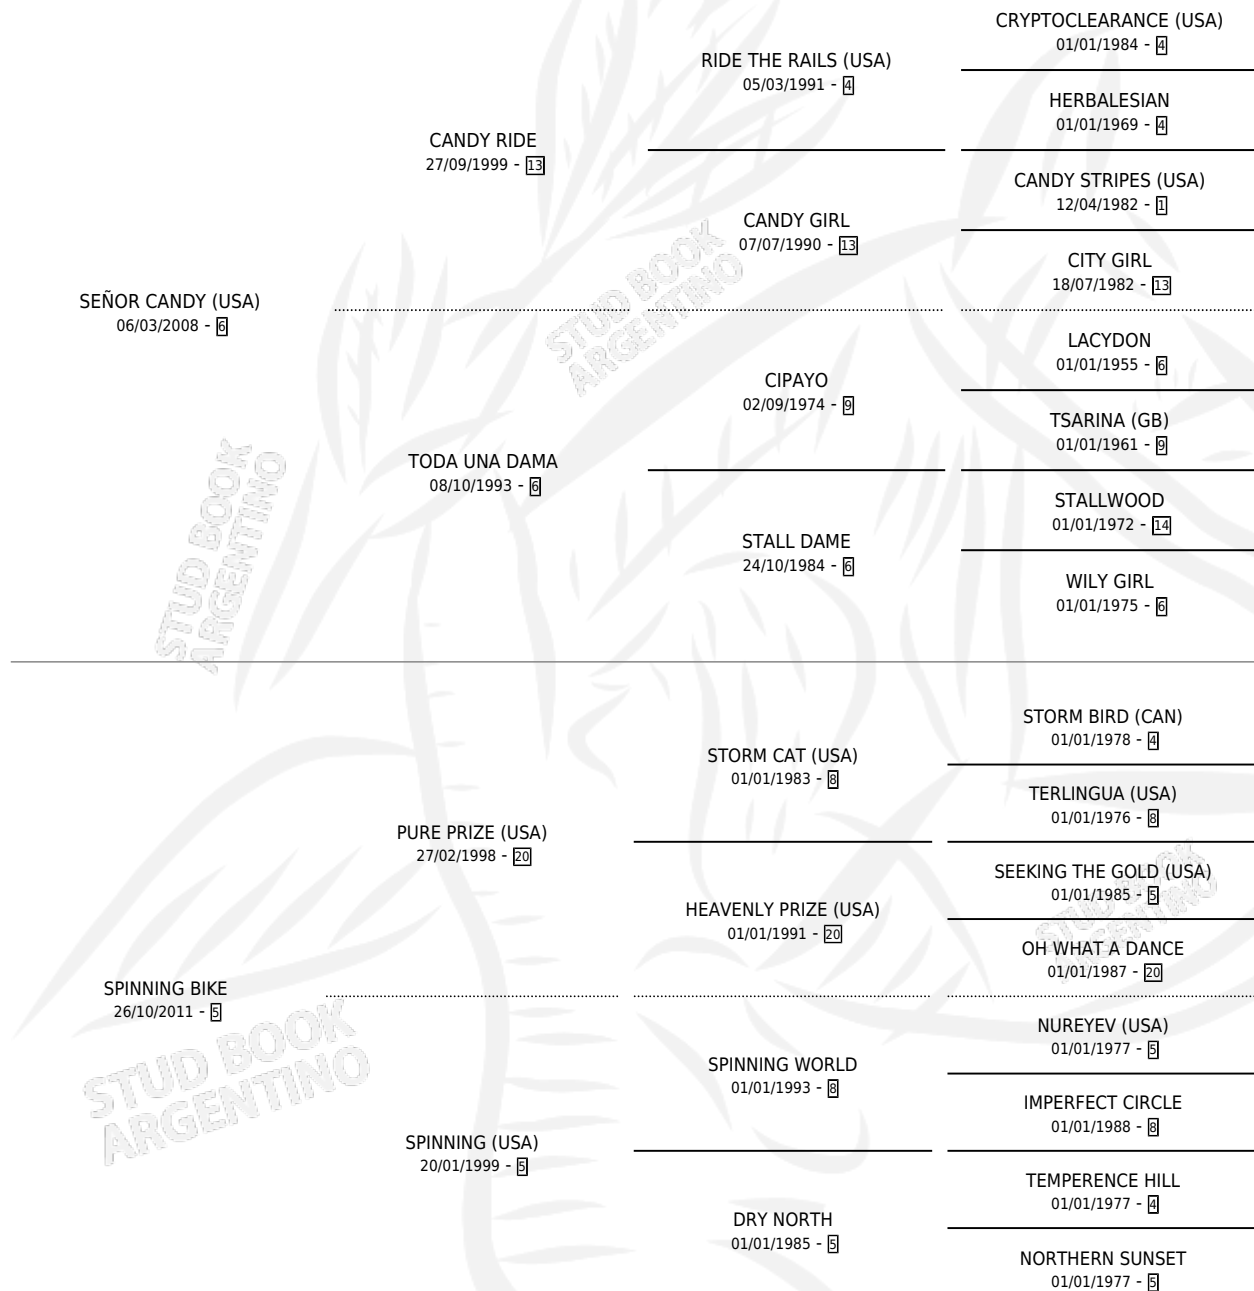 CRYPTOCLEARANCE (USA)
01/01/1984 - 4
RIDE THE RAILS (USA)
05/03/1991 - 4
HERBALESIAN
01/01/1969 - 4
CANDY RIDE
27/09/1999 - 13
CANDY STRIPES (USA)
12/04/1982 - 1
CANDY GIRL
07/07/1990 - 13
CITY GIRL
18/07/1982 - 13
SEÑOR CANDY (USA)
06/03/2008 - 6
LACYDON
01/01/1955 - 6
CIPAYO
02/09/1974 - 9
TSARINA (GB)
01/01/1961 - 9
TODA UNA DAMA
08/10/1993 - 6
STALLWOOD
01/01/1972 - 14
STALL DAME
24/10/1984 - 6
WILY GIRL
01/01/1975 - 6
STORM BIRD (CAN)
01/01/1978 - 4
STORM CAT (USA)
01/01/1983 - 8
TERLINGUA (USA)
01/01/1976 - 8
PURE PRIZE (USA)
27/02/1998 - 20
SEEKING THE GOLD (USA)
01/01/1985 - 5
HEAVENLY PRIZE (USA)
01/01/1991 - 20
OH WHAT A DANCE
01/01/1987 - 20
SPINNING BIKE
26/10/2011 - 5
NUREYEV (USA)
01/01/1977 - 5
SPINNING WORLD
01/01/1993 - 8
IMPERFECT CIRCLE
01/01/1988 - 8
SPINNING (USA)
20/01/1999 - 5
TEMPERENCE HILL
01/01/1977 - 4
DRY NORTH
01/01/1985 - 5
NORTHERN SUNSET
01/01/1977 - 5
STUD BOOK
ARGENTINO
STUD BOOK
ARGENTINO
STUD BOOK
ARGENTINO
STUD BOOK
ARGENTINO